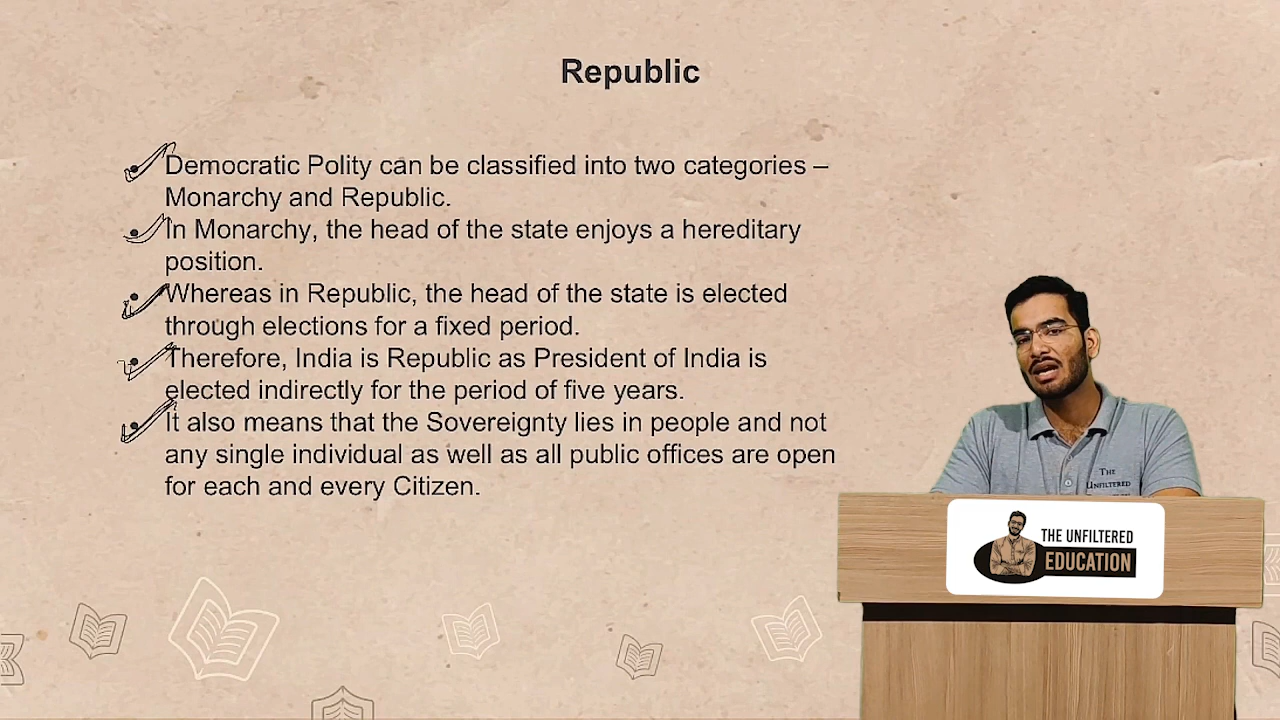 Republic
Democratic Polity can be classified into two categories –
Monarchy and Republic.
In Monarchy, the head of the state enjoys a hereditary
position.
Whereas in Republic, the head of the state is elected
through elections for a fixed period.
Therefore, India is Republic as President of India is
elected indirectly for the period of five years.
It also means that the Sovereignty lies in people and not
any single individual as well as all public offices are open
for each and every Citizen.
THE
UNFILTERED
THE UNFILTERED
EDUCATION